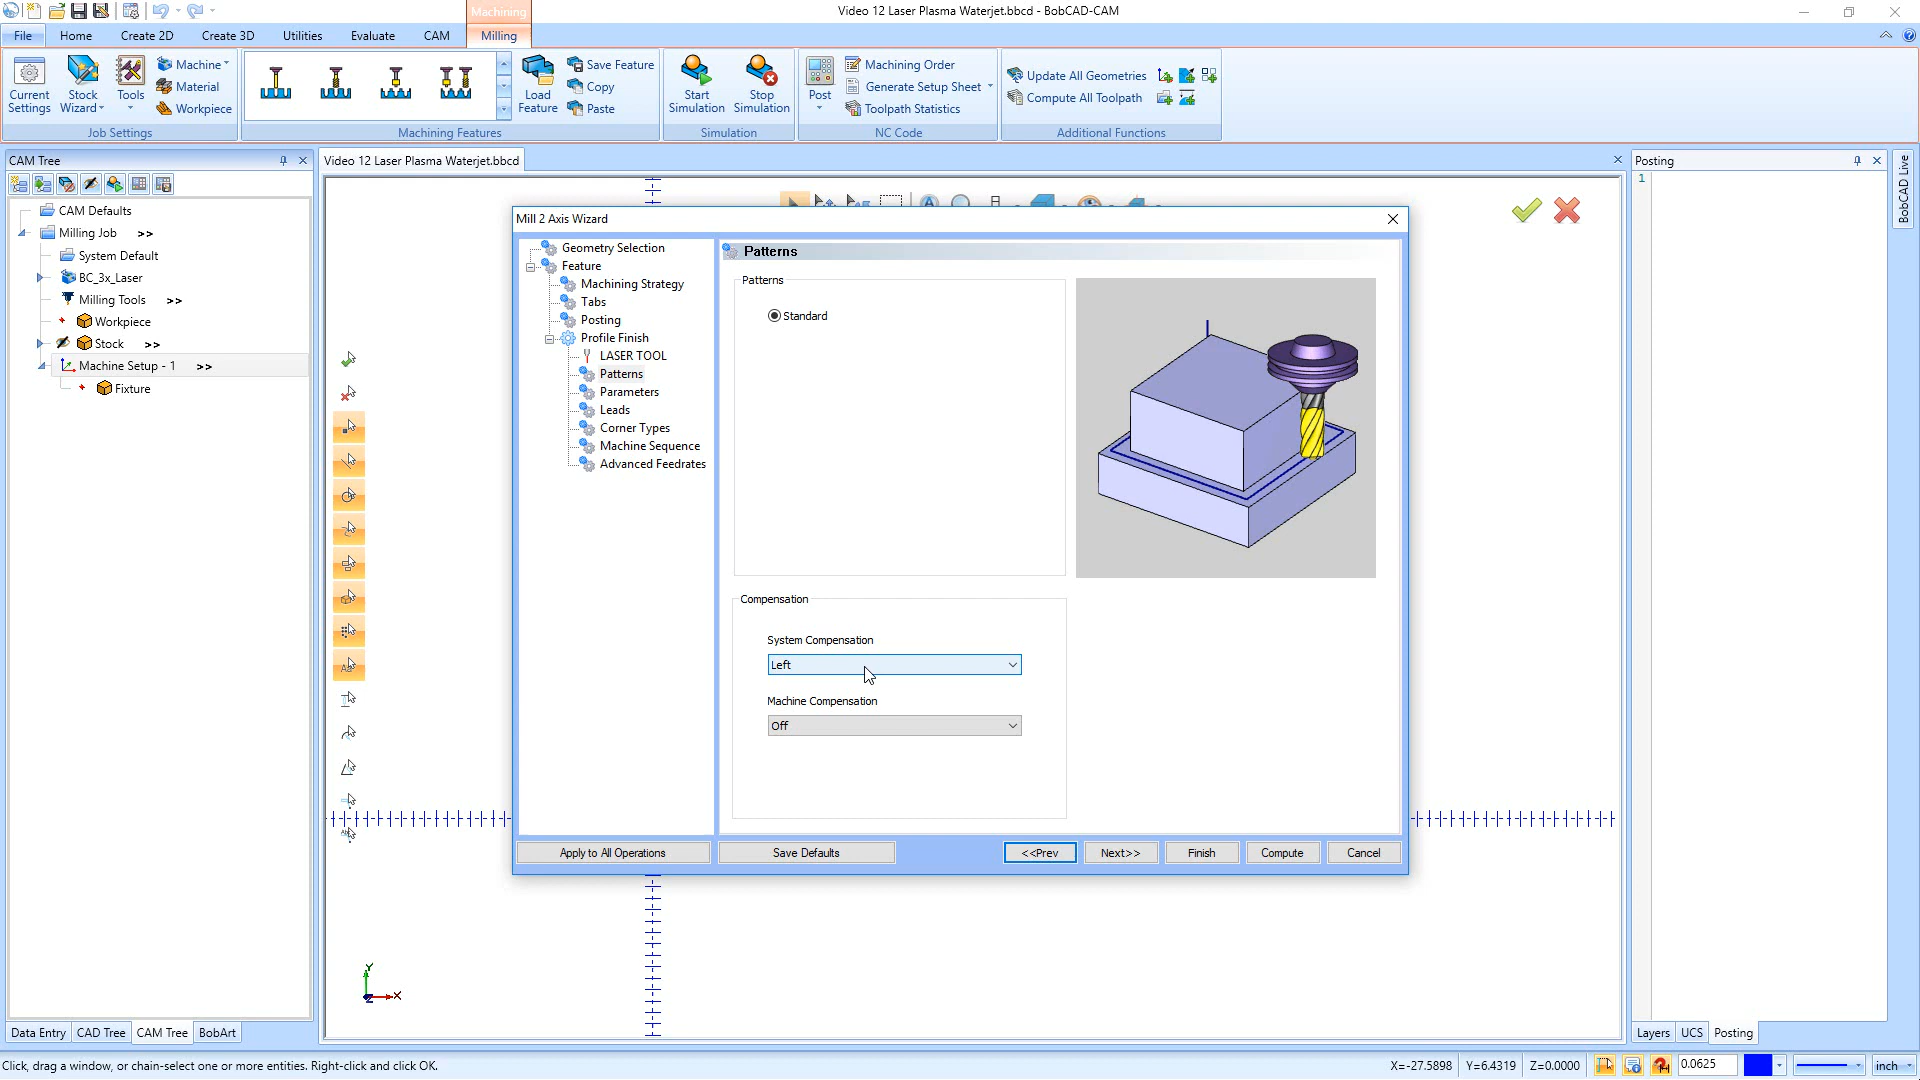 Machining
Video 12 Laser Plasma Waterjet.bbcd - BobCAD-CAM
File Home Create 2D Create 3D Utilities Evaluate CAM Milling
Current Settings
Stock Wizard
Tools
Machine
Material
Workpiece
Job Settings
Load Feature
Save Feature
Copy
Paste
Machining Features
Start Simulation
Stop Simulation
Simulation
Post
Machining Order
Generate Setup Sheet
Toolpath Statistics
NC Code
Update All Geometries
Compute All Toolpath
Additional Functions
CAM Tree
CAM Defaults
Milling Job >>
System Default
BC_3x_Laser
Milling Tools >>
Workpiece
Stock >>
Machine Setup - 1 >>
Fixture
Data Entry CAD Tree CAM Tree BobArt
Video 12 Laser Plasma Waterjet.bbcd
Mill 2 Axis Wizard
Geometry Selection
Feature
Machining Strategy
Tabs
Posting
Profile Finish
LASER TOOL
Patterns
Parameters
Leads
Corner Types
Machine Sequence
Advanced Feedrates
Patterns
Patterns
Standard
Compensation
System Compensation
Left
Machine Compensation
Off
Apply to All Operations Save Defaults <<Prev Next>> Finish Compute Cancel
Y
X
Z
Posting
1
BobCAD Live
Layers UCS Posting
Click, drag a window, or chain-select one or more entities. Right-click and click OK.
X=-27.5898 Y=6.4319 Z=0.0000 0.0625 inch